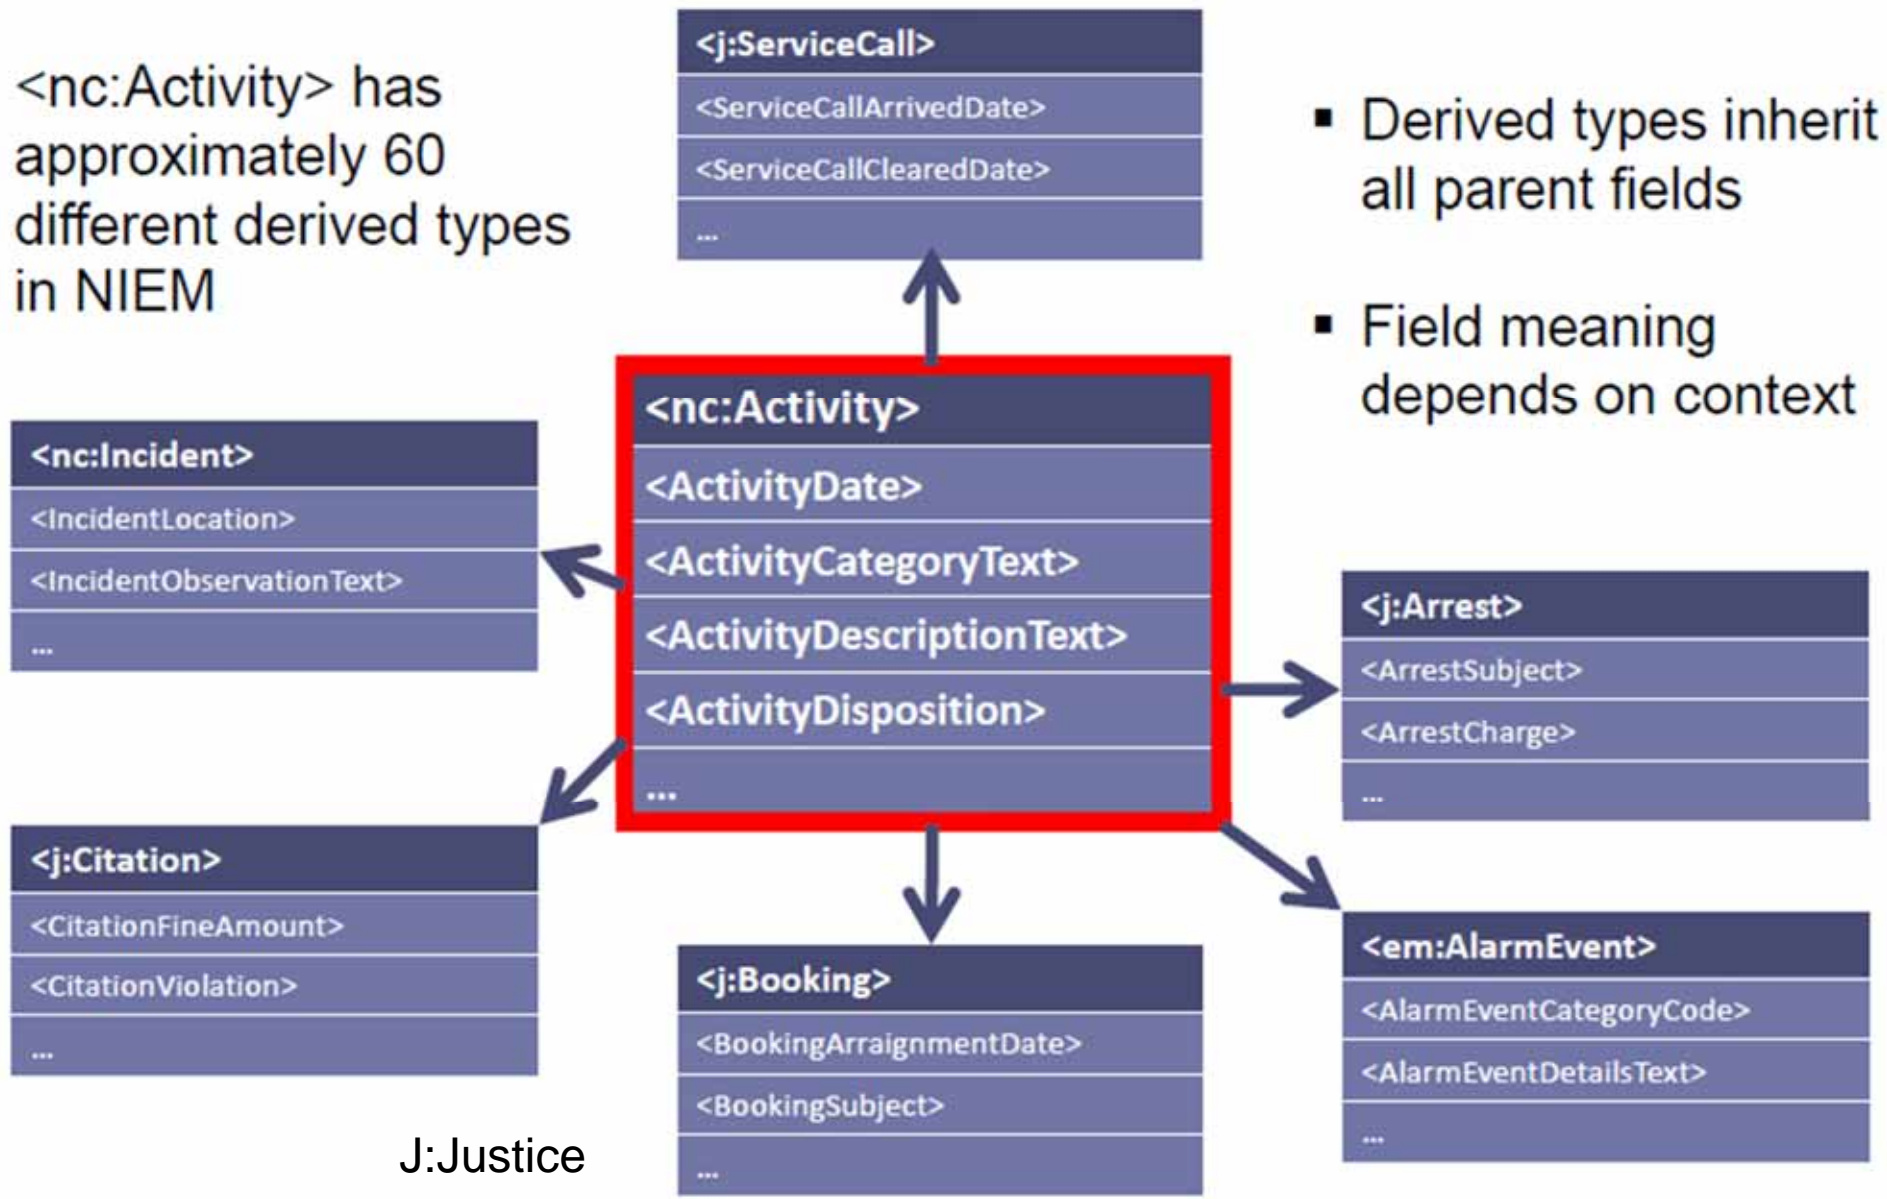 <nc:Activity> has
approximately 60
different derived types
in NIEM
<j:ServiceCall>
<ServiceCallArrivedDate>
<ServiceCallClearedDate>
...
▪ Derived types inherit
all parent fields
▪ Field meaning
depends on context
<nc:Incident>
<IncidentLocation>
<IncidentObservationText>
...
<nc:Activity>
<ActivityDate>
<ActivityCategoryText>
<ActivityDescriptionText>
<ActivityDisposition>
...
<j:Arrest>
<ArrestSubject>
<ArrestCharge>
...
<j:Citation>
<CitationFineAmount>
<CitationViolation>
...
<j:Booking>
<BookingArraignmentDate>
<BookingSubject>
...
<em:AlarmEvent>
<AlarmEventCategoryCode>
<AlarmEventDetailsText>
...
J:Justice